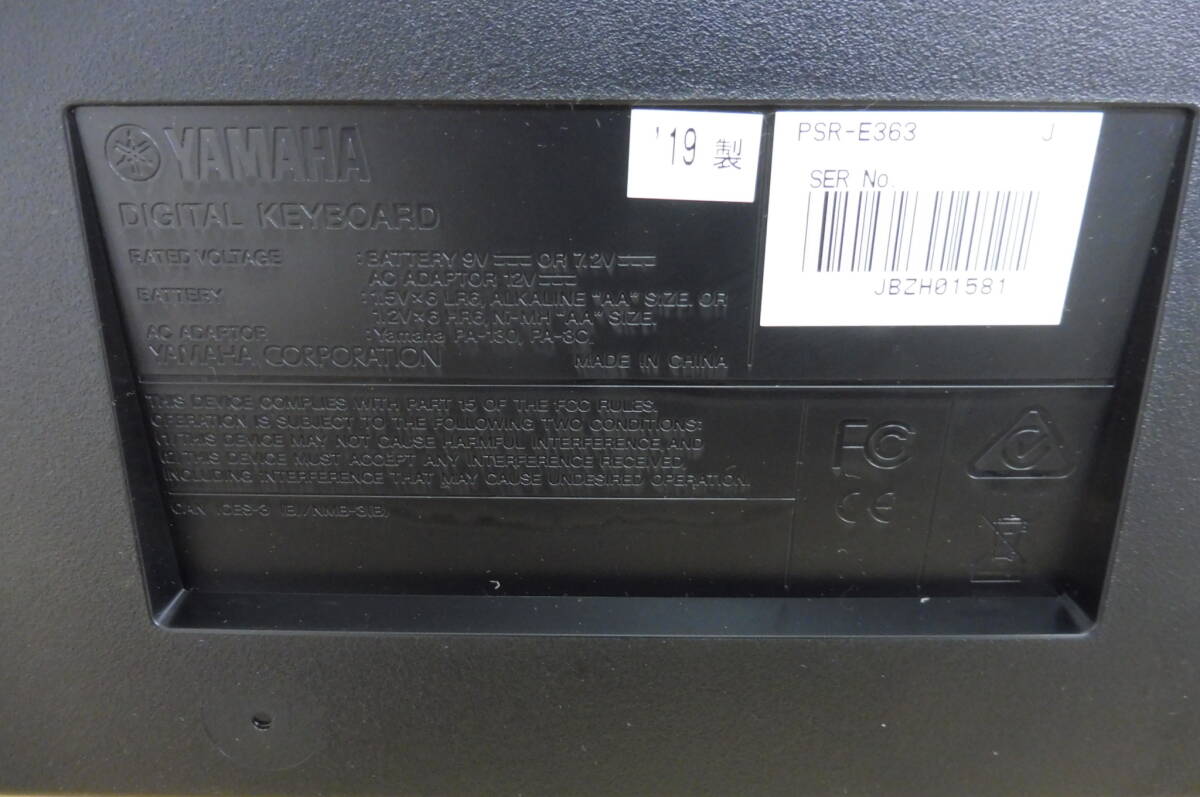 YAMAHA
DIGITAL KEYBOARD
RATED VOLTAGE : BATTERY 9V OR 7.2V
AC ADAPTOR 12V
BATTERY : 1.5V×6 LR6, ALKALINE "AA" SIZE. OR
1.2V×6 HR6, Ni-MH "AA" SIZE.
AC ADAPTOR : Yamaha PA-130, PA-3C.
YAMAHA CORPORATION MADE IN CHINA
'19 製
PSR-E363 J
SER No.
JBZH01581
THIS DEVICE COMPLIES WITH PART 15 OF THE FCC RULES.
OPERATION IS SUBJECT TO THE FOLLOWING TWO CONDITIONS:
(1) THIS DEVICE MAY NOT CAUSE HARMFUL INTERFERENCE AND
(2) THIS DEVICE MUST ACCEPT ANY INTERFERENCE RECEIVED,
INCLUDING INTERFERENCE THAT MAY CAUSE UNDESIRED OPERATION.
CAN ICES-3 (B)/NMB-3(B)
FC
CE